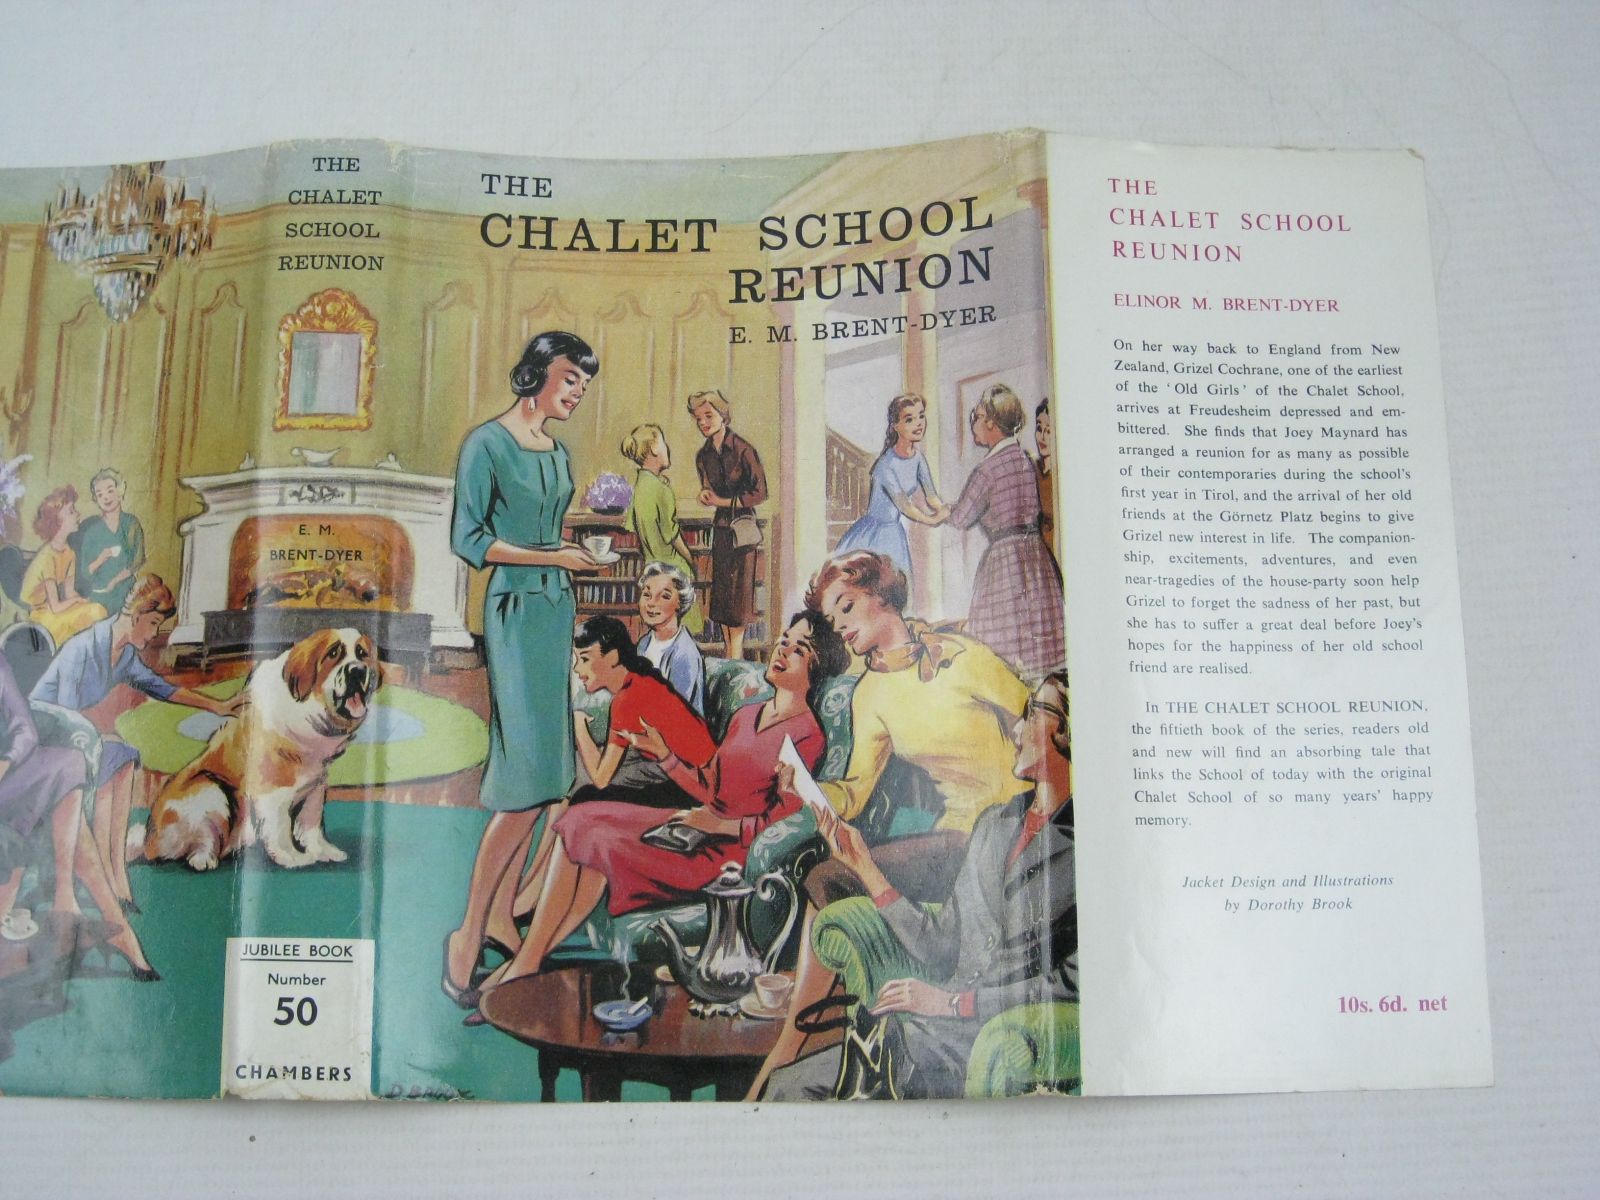 THE
CHALET
SCHOOL
REUNION
E. M.
BRENT-DYER
JUBILEE BOOK
Number
50
CHAMBERS
THE
CHALET SCHOOL
REUNION
E. M. BRENT-DYER
D. BROOK
THE
CHALET SCHOOL
REUNION
ELINOR M. BRENT-DYER
On her way back to England from New
Zealand, Grizel Cochrane, one of the earliest
of the 'Old Girls' of the Chalet School,
arrives at Freudesheim depressed and em-
bittered. She finds that Joey Maynard has
arranged a reunion for as many as possible
of their contemporaries during the school's
first year in Tirol, and the arrival of her old
friends at the Görnetz Platz begins to give
Grizel new interest in life. The companion-
ship, excitements, adventures, and even
near-tragedies of the house-party soon help
Grizel to forget the sadness of her past, but
she has to suffer a great deal before Joey's
hopes for the happiness of her old school
friend are realised.
In THE CHALET SCHOOL REUNION,
the fiftieth book of the series, readers old
and new will find an absorbing tale that
links the School of today with the original
Chalet School of so many years' happy
memory.
Jacket Design and Illustrations
by Dorothy Brook
10s. 6d. net